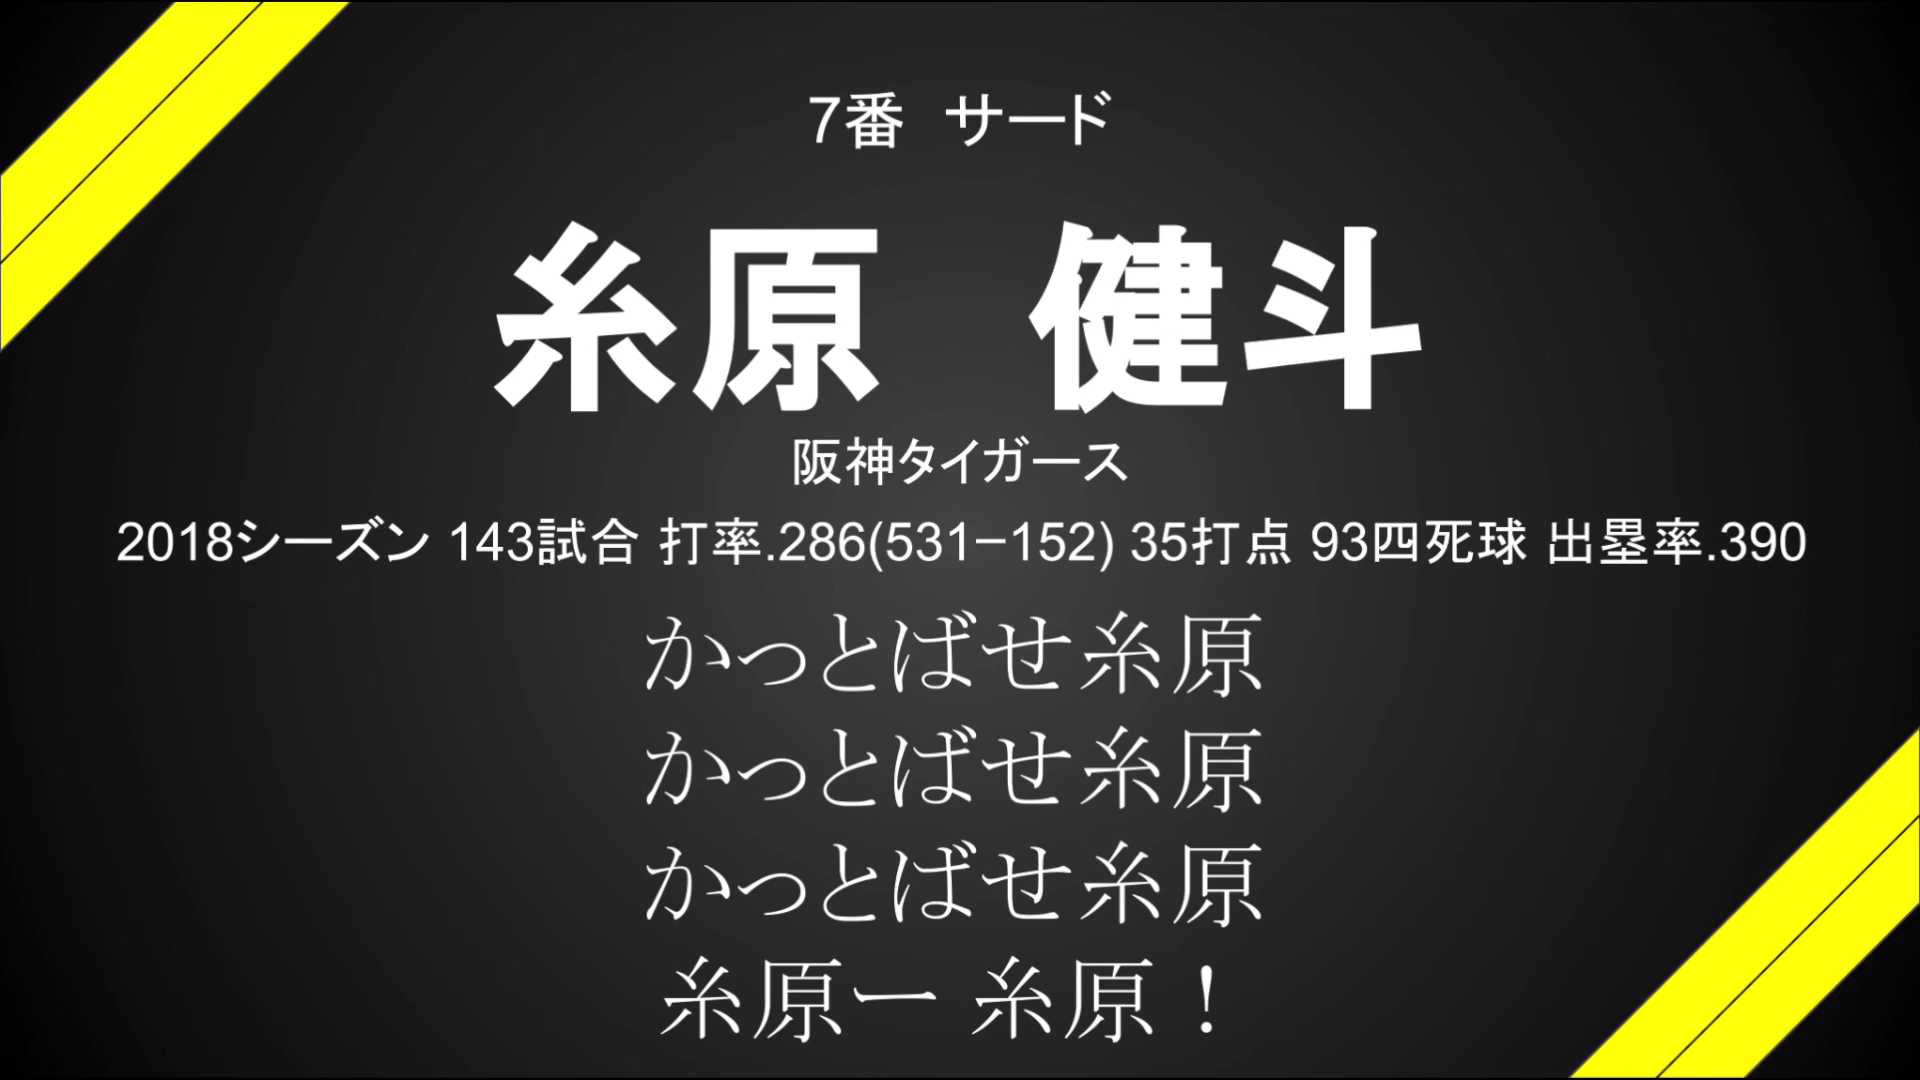 7番　サード
糸原　健斗
阪神タイガース
2018シーズン 143試合 打率.286(531−152) 35打点 93四死球 出塁率.390
かっとばせ糸原
かっとばせ糸原
かっとばせ糸原
糸原ー 糸原！